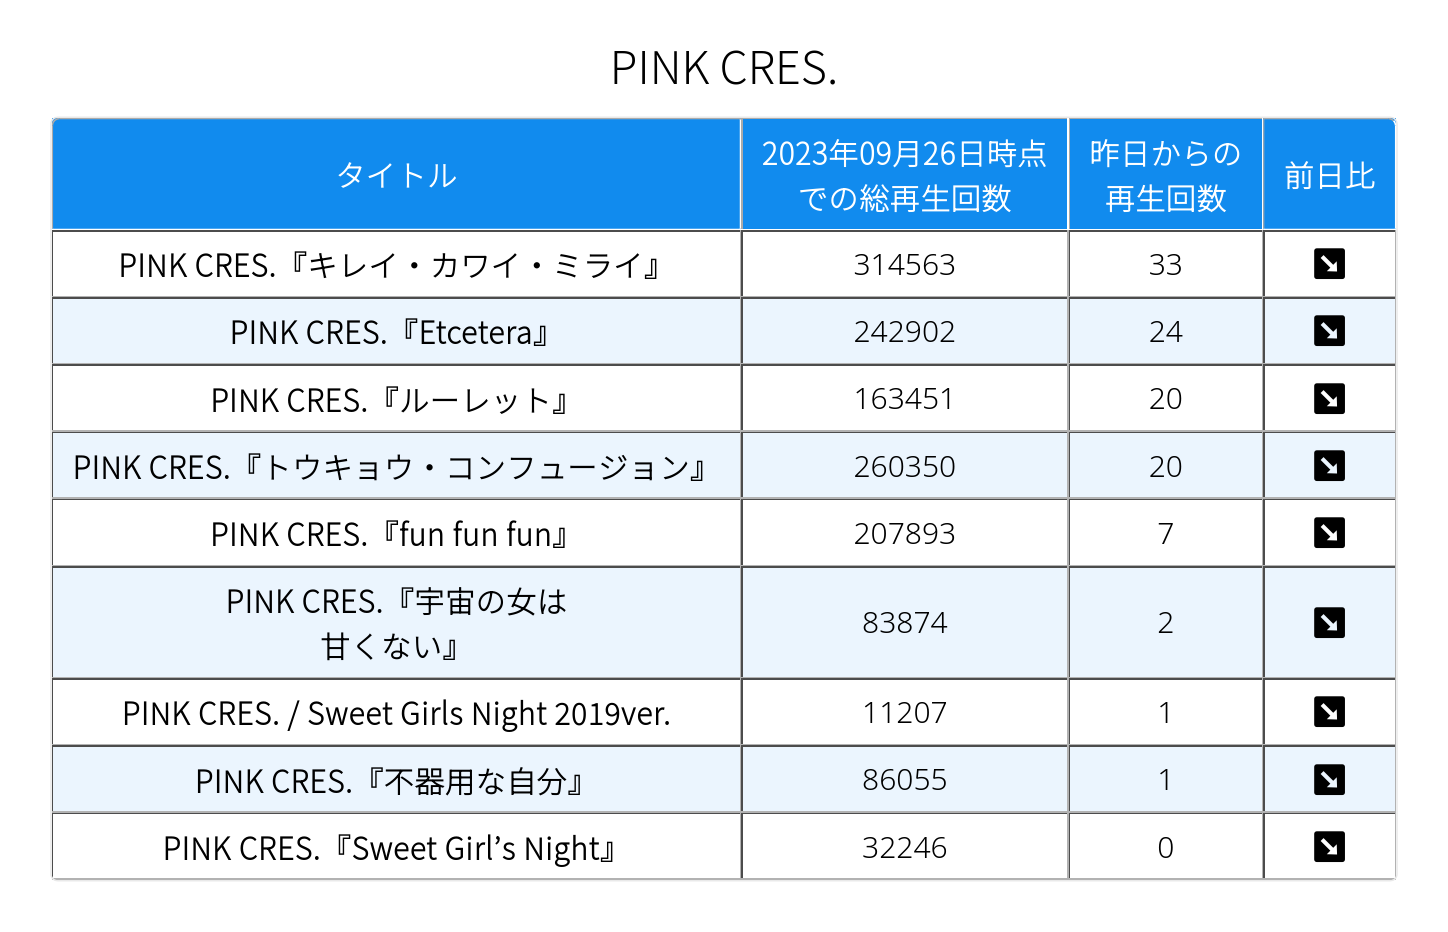 PINK CRES.
タイトル
2023年09月26日時点
での総再生回数
昨日からの
再生回数
前日比
PINK CRES.『キレイ・カワイ・ミライ』 314563 33
PINK CRES.『Etcetera』 242902 24
PINK CRES.『ルーレット』 163451 20
PINK CRES.『トウキョウ・コンフュージョン』 260350 20
PINK CRES.『fun fun fun』 207893 7
PINK CRES.『宇宙の女は
甘くない』 83874 2
PINK CRES. / Sweet Girls Night 2019ver. 11207 1
PINK CRES.『不器用な自分』 86055 1
PINK CRES.『Sweet Girl’s Night』 32246 0